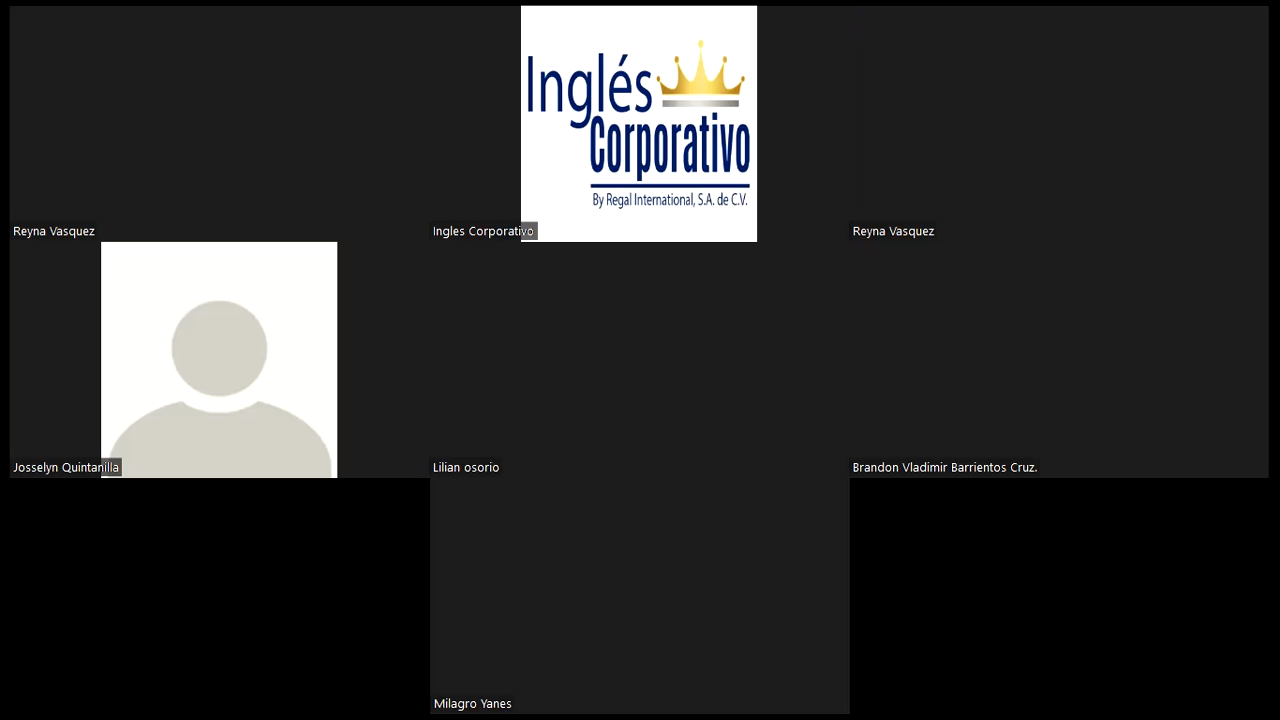 Inglés
Corporativo
By Regal International, S.A. de C.V.
Reyna Vasquez
Ingles Corporativo
Reyna Vasquez
Josselyn Quintanilla
Lilian osorio
Brandon Vladimir Barrientos Cruz.
Milagro Yanes